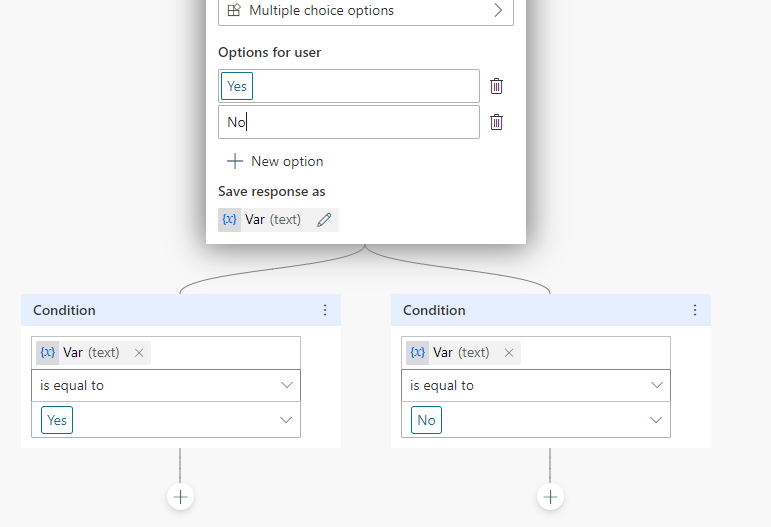 Multiple choice options
Options for user
Yes
No
New option
Save response as
{x} Var (text)
Condition
{x} Var (text)
is equal to
Yes
Condition
{x} Var (text)
is equal to
No